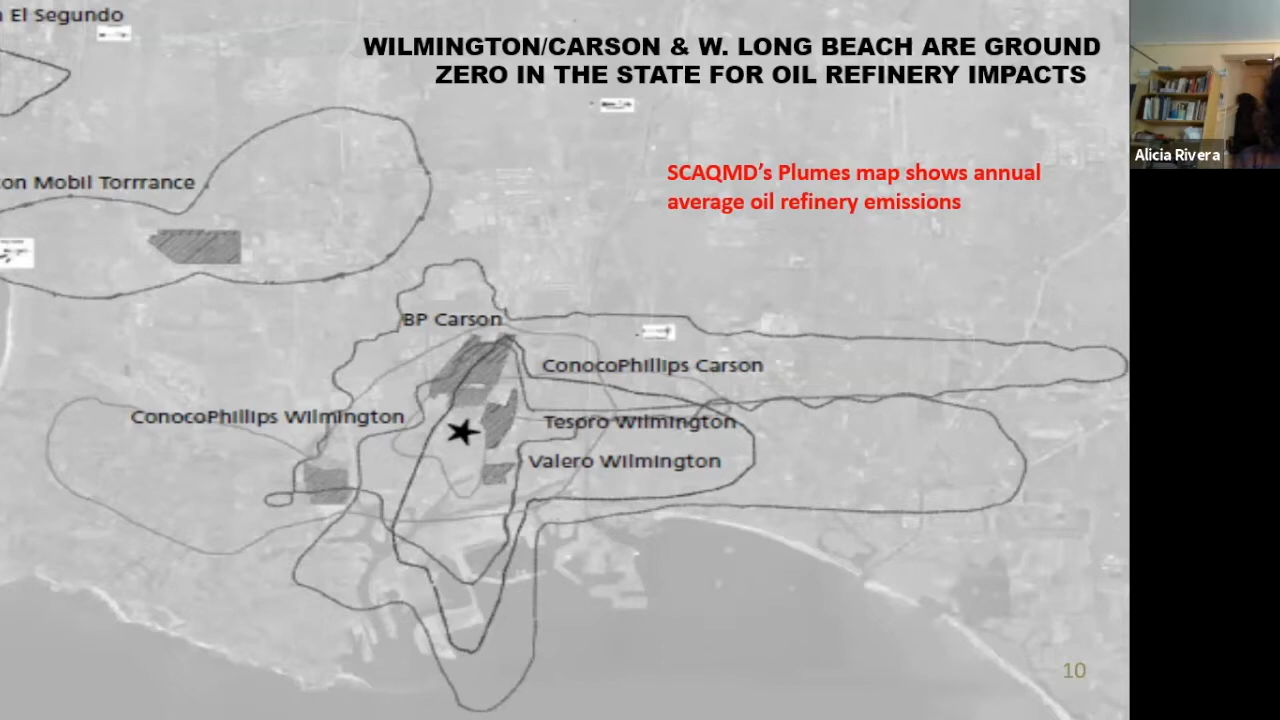 El Segundo
WILMINGTON/CARSON & W. LONG BEACH ARE GROUND
ZERO IN THE STATE FOR OIL REFINERY IMPACTS
SCAQMD's Plumes map shows annual
average oil refinery emissions
Alicia Rivera
on Mobil Torrrance
BP Carson
ConocoPhillips Carson
ConocoPhillips Wilmington
Tesoro Wilmington
Valero Wilmington
10